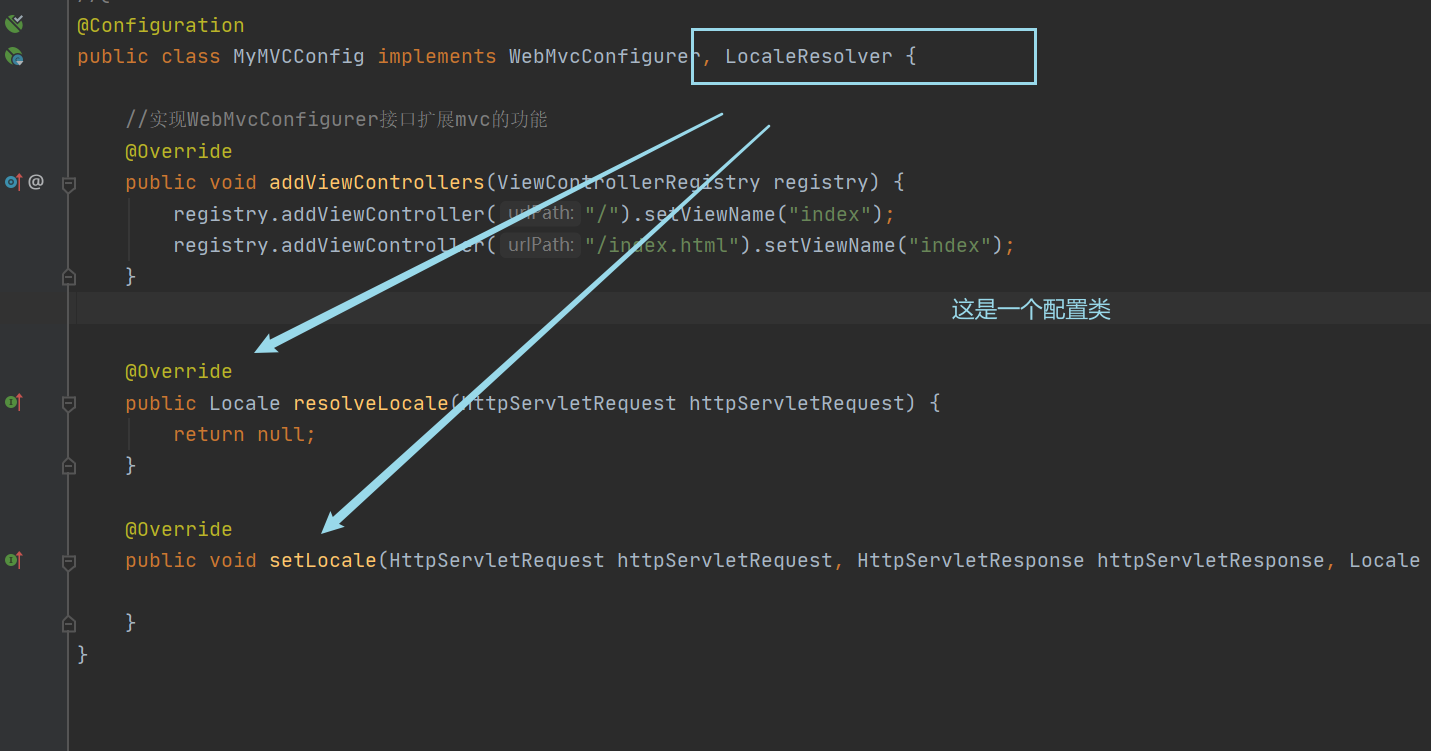 @Configuration
public class MyMVCConfig implements WebMvcConfigurer, LocaleResolver {
//实现WebMvcConfigurer接口扩展mvc的功能
@Override
@
public void addViewControllers(ViewControllerRegistry registry) {
registry.addViewController( urlPath: "/").setViewName("index");
registry.addViewController( urlPath: "/index.html").setViewName("index");
}
这是一个配置类
@Override
public Locale resolveLocale(HttpServletRequest httpServletRequest) {
return null;
}
@Override
public void setLocale(HttpServletRequest httpServletRequest, HttpServletResponse httpServletResponse, Locale
}
}